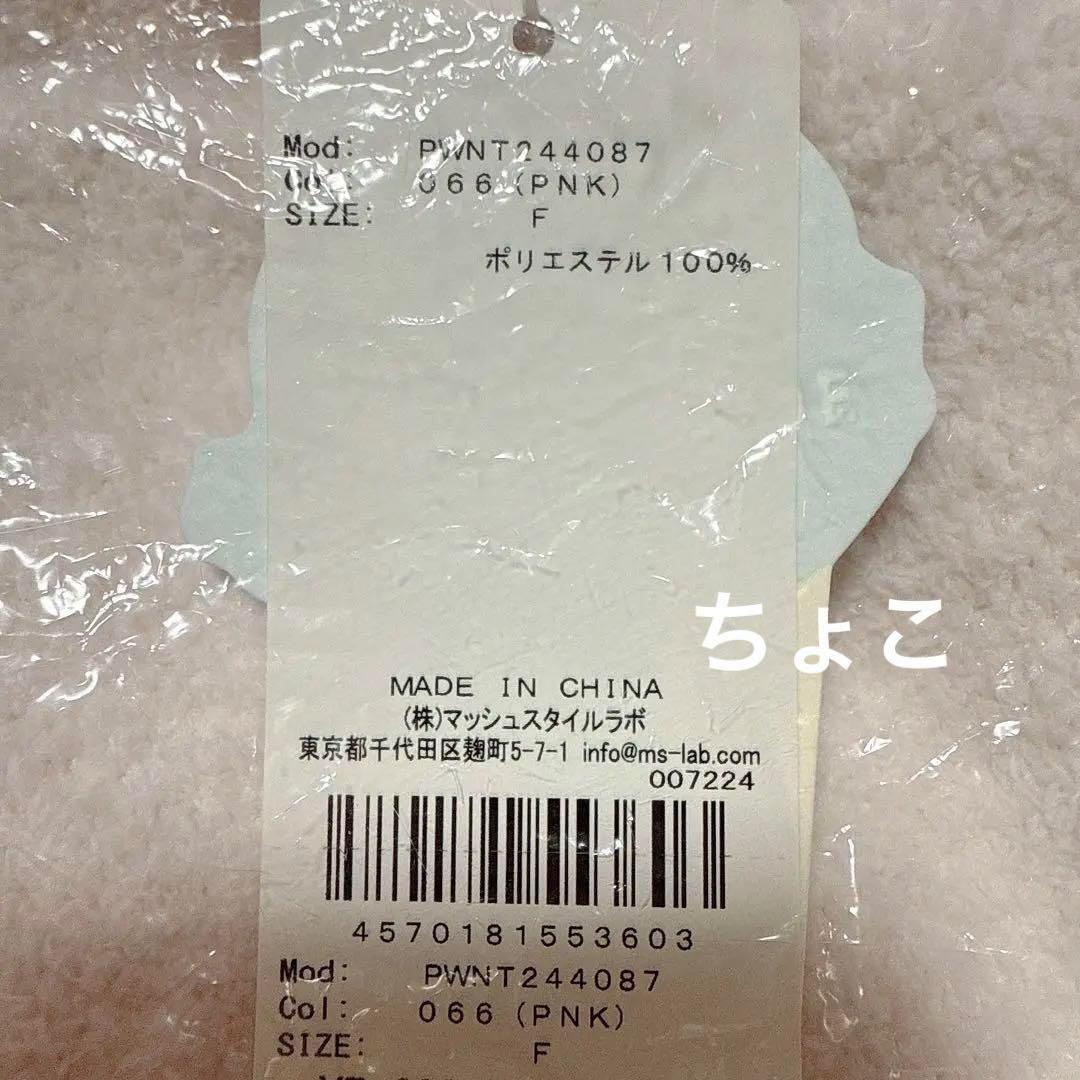 Mod: PWNT244087
Col: 066 (PNK)
SIZE: F
ポリエステル100%
ちょこ
MADE IN CHINA
(株)マッシュスタイルラボ
東京都千代田区麹町5-7-1 info@ms-lab.com
007224
4570181553603
Mod: PWNT244087
Col: 066 (PNK)
SIZE: F